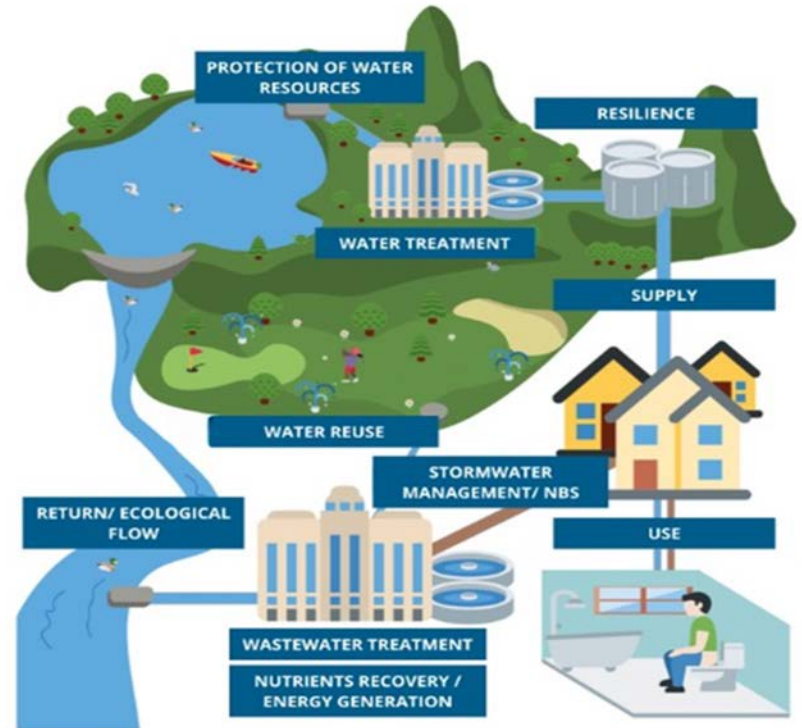 PROTECTION OF WATER
RESOURCES
RESILIENCE
WATER TREATMENT
SUPPLY
WATER REUSE
STORMWATER
MANAGEMENT/ NBS
RETURN/ ECOLOGICAL
FLOW
USE
WASTEWATER TREATMENT
NUTRIENTS RECOVERY /
ENERGY GENERATION